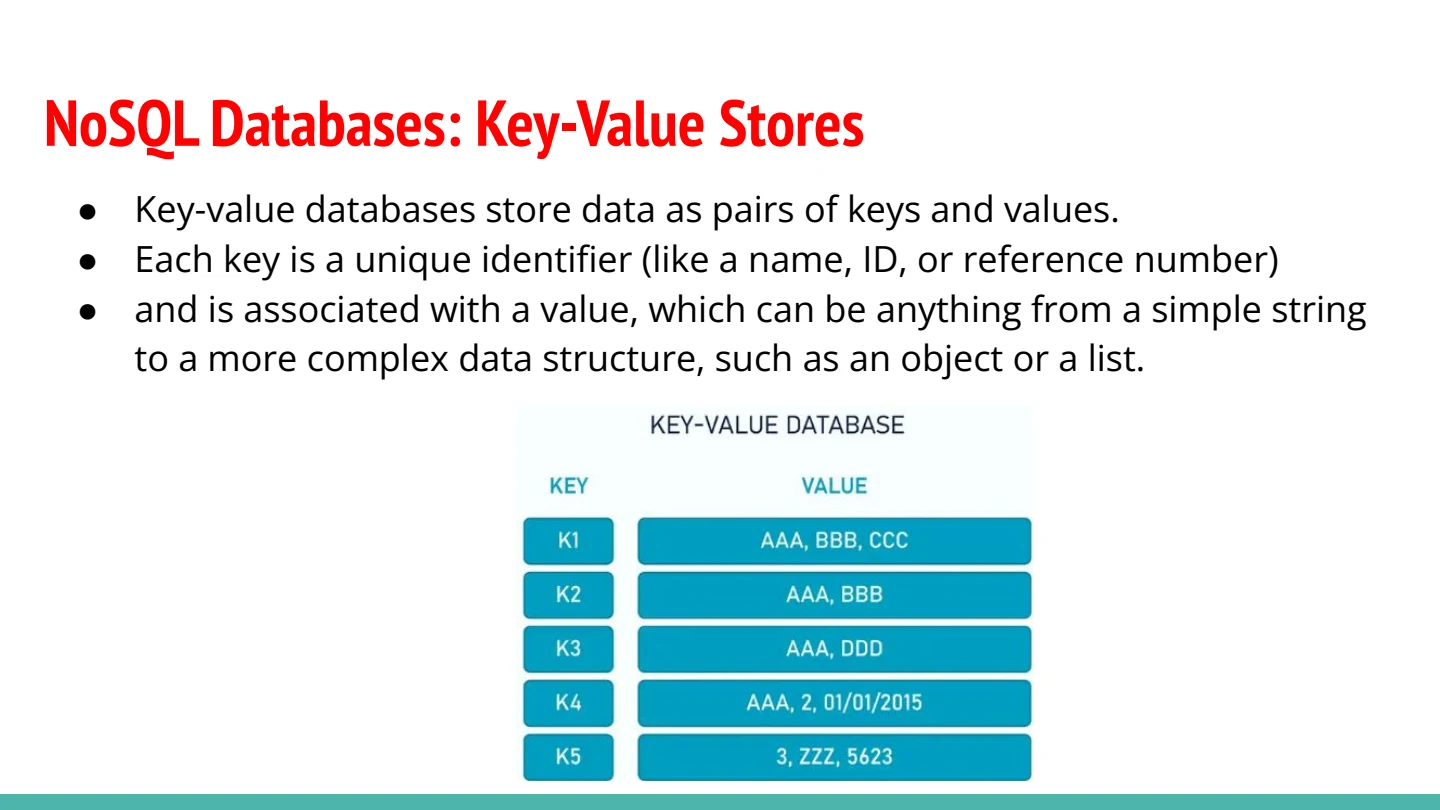 NoSQL Databases: Key-Value Stores
● Key-value databases store data as pairs of keys and values.
● Each key is a unique identifier (like a name, ID, or reference number)
● and is associated with a value, which can be anything from a simple string
to a more complex data structure, such as an object or a list.
KEY-VALUE DATABASE
KEY VALUE
K1 AAA, BBB, CCC
K2 AAA, BBB
K3 AAA, DDD
K4 AAA, 2, 01/01/2015
K5 3, ZZZ, 5623